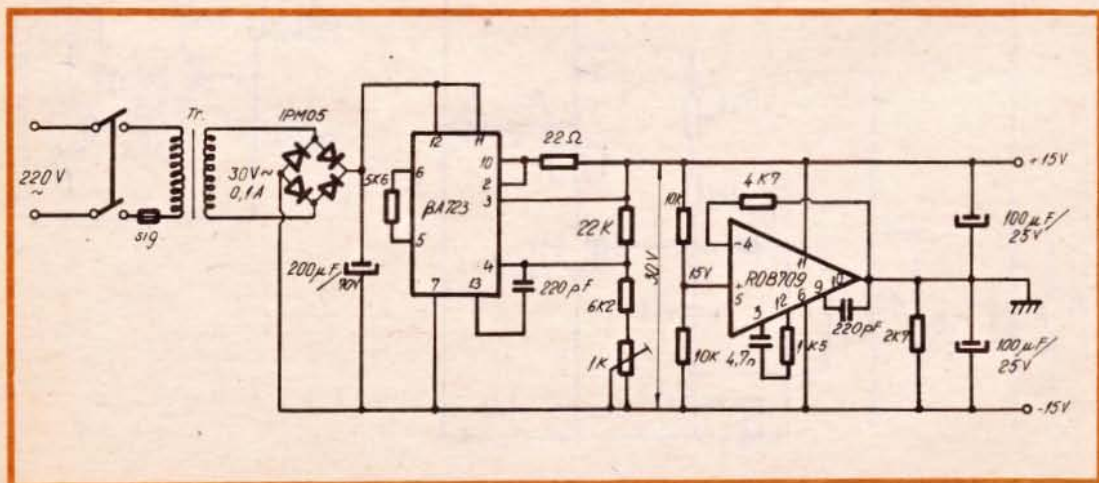 220V
~
sig
Tr.
1PM05
30V~
0,1A
200µF/
5K6
6
5
12
11
βA723
10
2
3
4
7
13
22Ω
22K
220pF
6K2
1K
30V
10K
15V
10K
4K7
-4
+
5
ROB709
11
3
12
6
9
10
4,7n
1K5
220pF
2K7
+15V
100µF/
25V
100µF/
25V
-15V